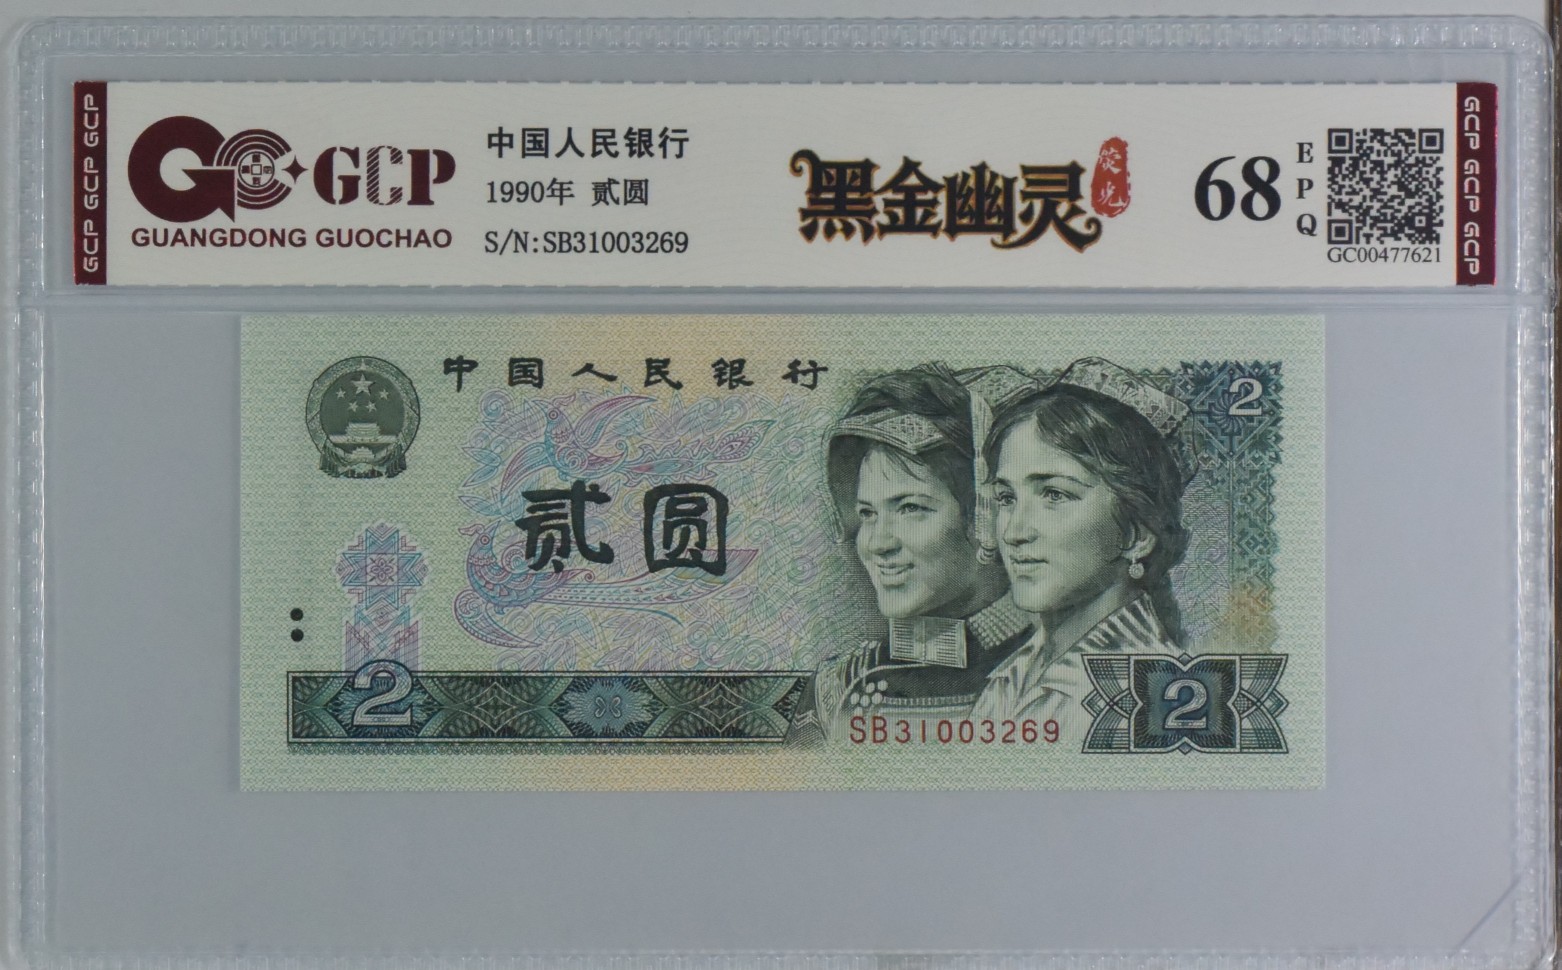 GCP GCP GCP
GCP
GUANGDONG GUOCHAO
中国人民银行
1990年 贰圆
S/N:SB31003269
黑金幽灵
荧光
68
E
P
Q
GC00477621
GCP GCP GCP
中国人民银行
2
贰圆
2
SB31003269
2